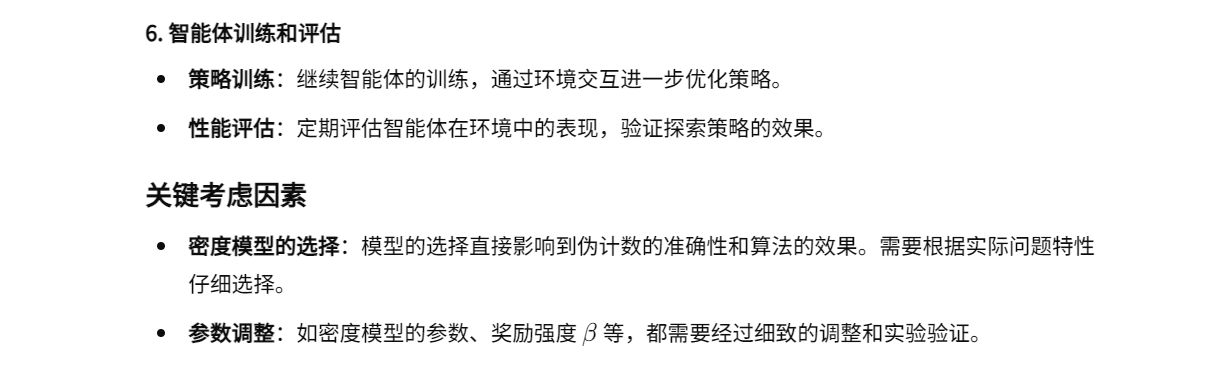 6. 智能体训练和评估
• 策略训练：继续智能体的训练，通过环境交互进一步优化策略。
• 性能评估：定期评估智能体在环境中的表现，验证探索策略的效果。
关键考虑因素
• 密度模型的选择：模型的选择直接影响到伪计数的准确性和算法的效果。需要根据实际问题特性
仔细选择。
• 参数调整：如密度模型的参数、奖励强度 β 等，都需要经过细致的调整和实验验证。